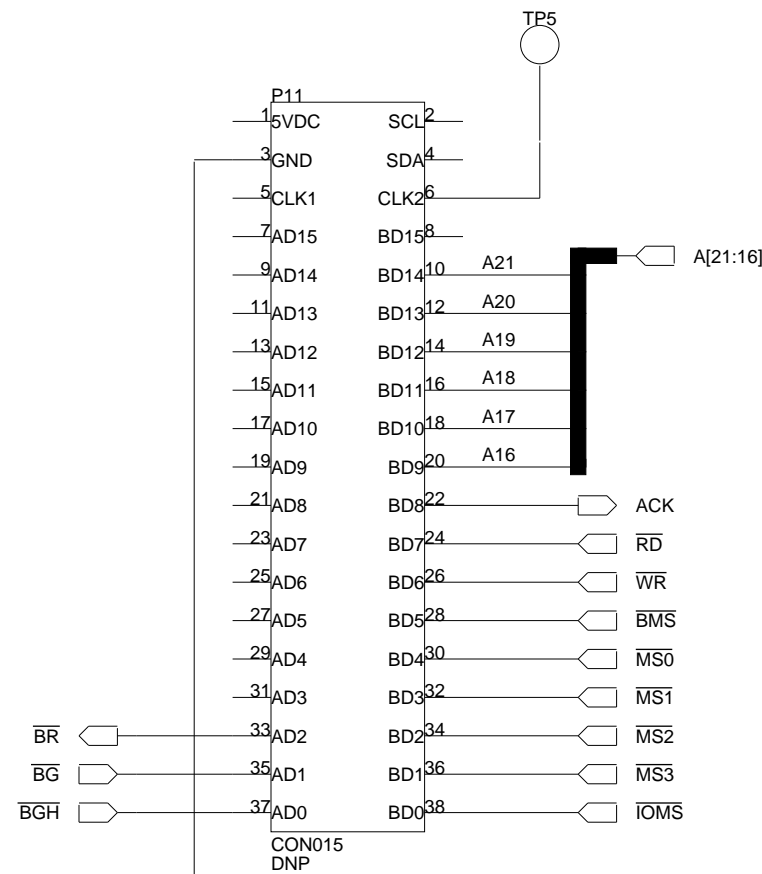 TP5
P11
1 5VDC SCL 2
3 GND SDA 4
5 CLK1 CLK2 6
7 AD15 BD15 8
A[21:16]
9 AD14 BD14 10 A21
11 AD13 BD13 12 A20
13 AD12 BD12 14 A19
15 AD11 BD11 16 A18
17 AD10 BD10 18 A17
19 AD9 BD9 20 A16
21 AD8 BD8 22 ACK
23 AD7 BD7 24 RD
25 AD6 BD6 26 WR
27 AD5 BD5 28 BMS
29 AD4 BD4 30 MS0
31 AD3 BD3 32 MS1
BR 33 AD2 BD2 34 MS2
BG 35 AD1 BD1 36 MS3
BGH 37 AD0 BD0 38 IOMS
CON015
DNP